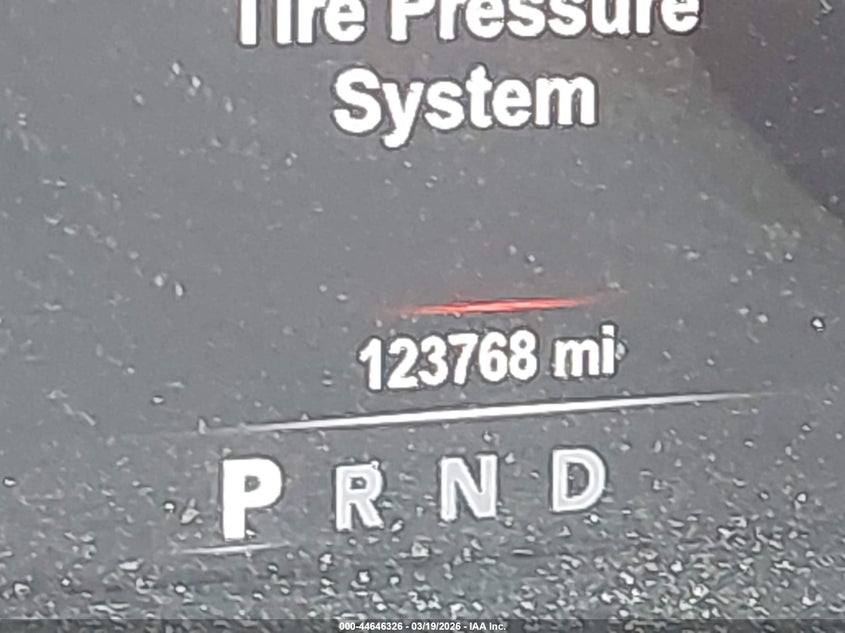 Tire Pressure
System
123768 mi
P R N D
000-44646326 - 03/19/2026 - IAA Inc.